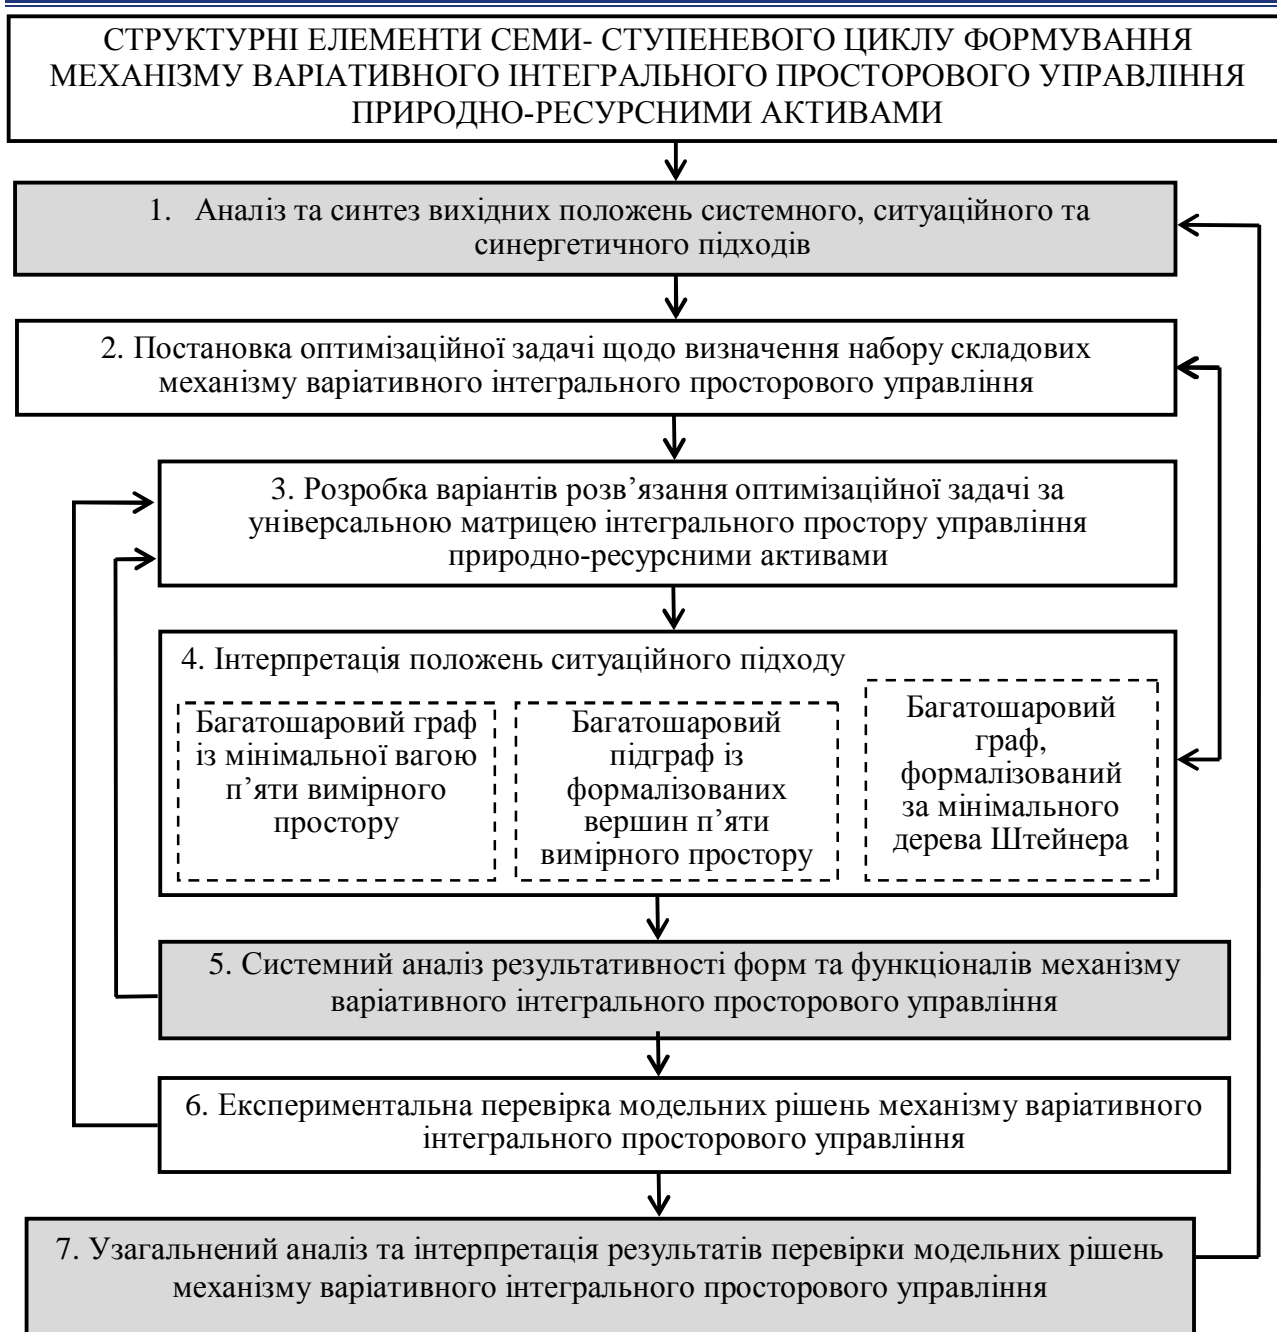 СТРУКТУРНІ ЕЛЕМЕНТИ СЕМИ- СТУПЕНЕВОГО ЦИКЛУ ФОРМУВАННЯ
МЕХАНІЗМУ ВАРІАТИВНОГО ІНТЕГРАЛЬНОГО ПРОСТОРОВОГО УПРАВЛІННЯ
ПРИРОДНО-РЕСУРСНИМИ АКТИВАМИ
1. Аналіз та синтез вихідних положень системного, ситуаційного та
синергетичного підходів
2. Постановка оптимізаційної задачі щодо визначення набору складових
механізму варіативного інтегрального просторового управління
3. Розробка варіантів розв’язання оптимізаційної задачі за
універсальною матрицею інтегрального простору управління
природно-ресурсними активами
4. Інтерпретація положень ситуаційного підходу
Багатошаровий граф
із мінімальної вагою
п’яти вимірного
простору
Багатошаровий
підграф із
формалізованих
вершин п’яти
вимірного простору
Багатошаровий
граф,
формалізований
за мінімального
дерева Штейнера
5. Системний аналіз результативності форм та функціоналів механізму
варіативного інтегрального просторового управління
6. Експериментальна перевірка модельних рішень механізму варіативного
інтегрального просторового управління
7. Узагальнений аналіз та інтерпретація результатів перевірки модельних рішень
механізму варіативного інтегрального просторового управління